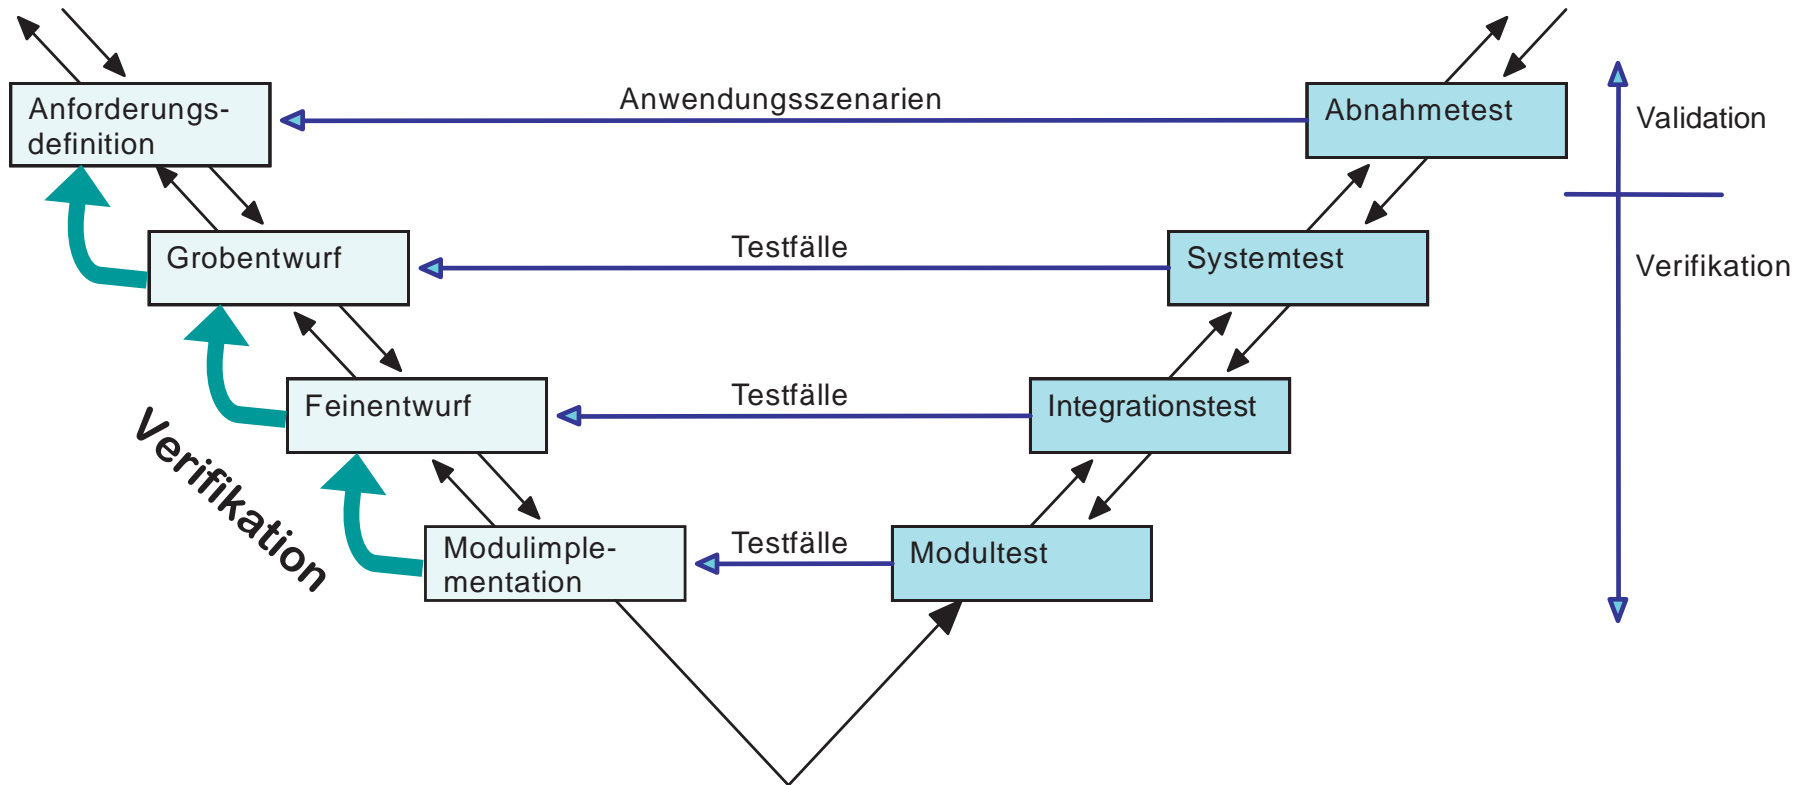 Anforderungs-
definition
Anwendungsszenarien
Abnahmetest
Validation
Grobentwurf
Testfälle
Systemtest
Verifikation
Feinentwurf
Testfälle
Integrationstest
Verifikation
Modulimple-
mentation
Testfälle
Modultest